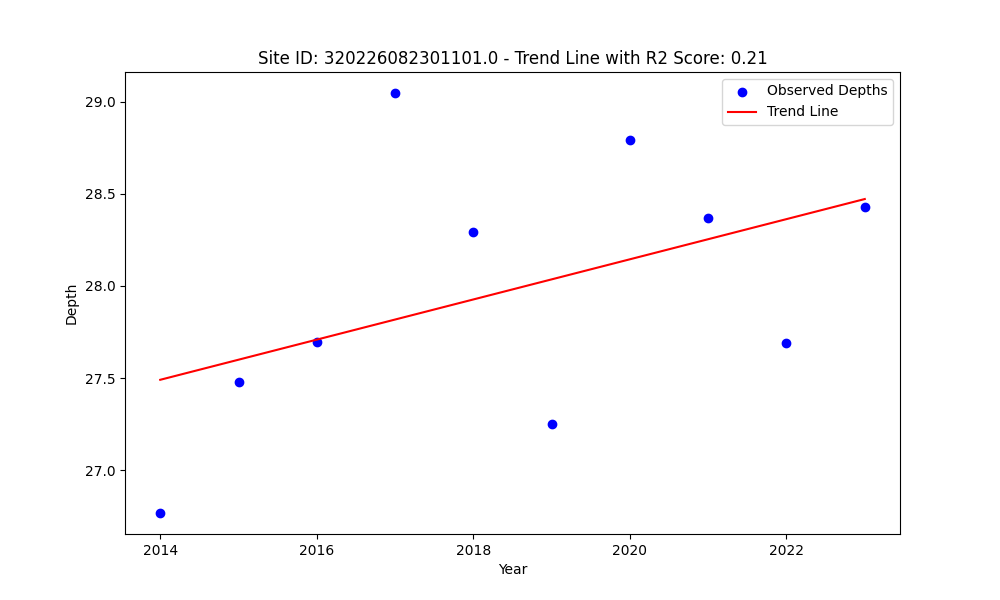 Site ID: 320226082301101.0 - Trend Line with R2 Score: 0.21
Observed Depths
Trend Line
29.0
28.5
28.0
27.5
27.0
Depth
2014
2016
2018
2020
2022
Year